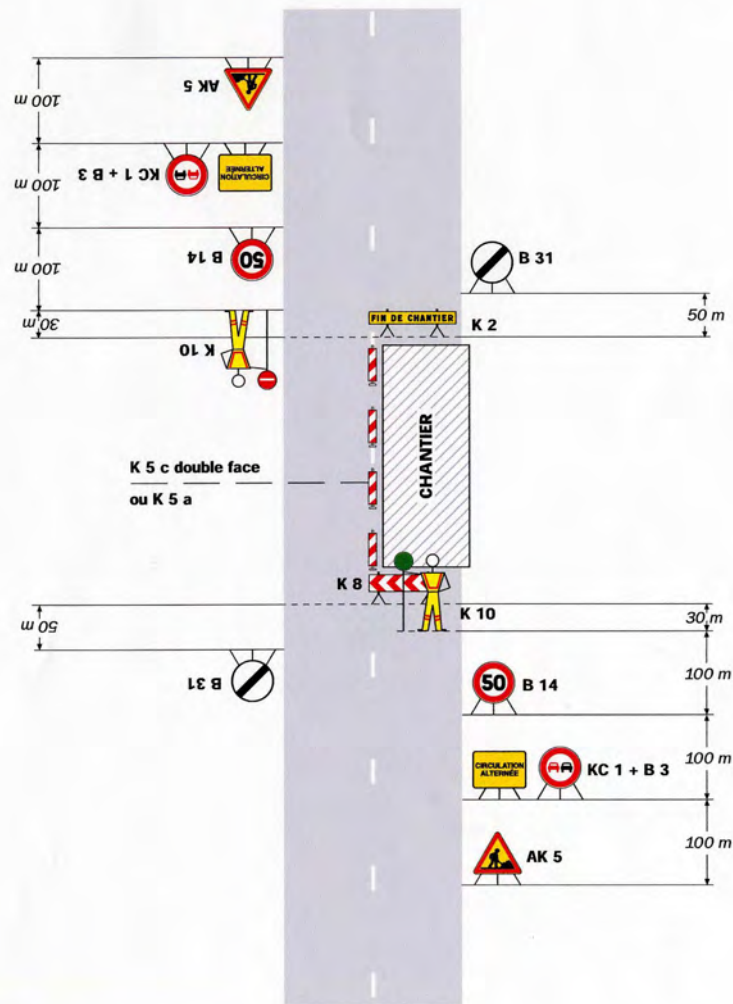 100 m
AK 5
100 m
KC 1 + B 3
CIRCULATION
ALTERNÉE
100 m
B 14
50
B 31
30 m
K 10
FIN DE CHANTIER
K 2
50 m
CHANTIER
K 5 c double face
ou K 5 a
K 8
K 10
30 m
50 m
B 31
50
B 14
100 m
CIRCULATION
ALTERNÉE
KC 1 + B 3
100 m
AK 5
100 m